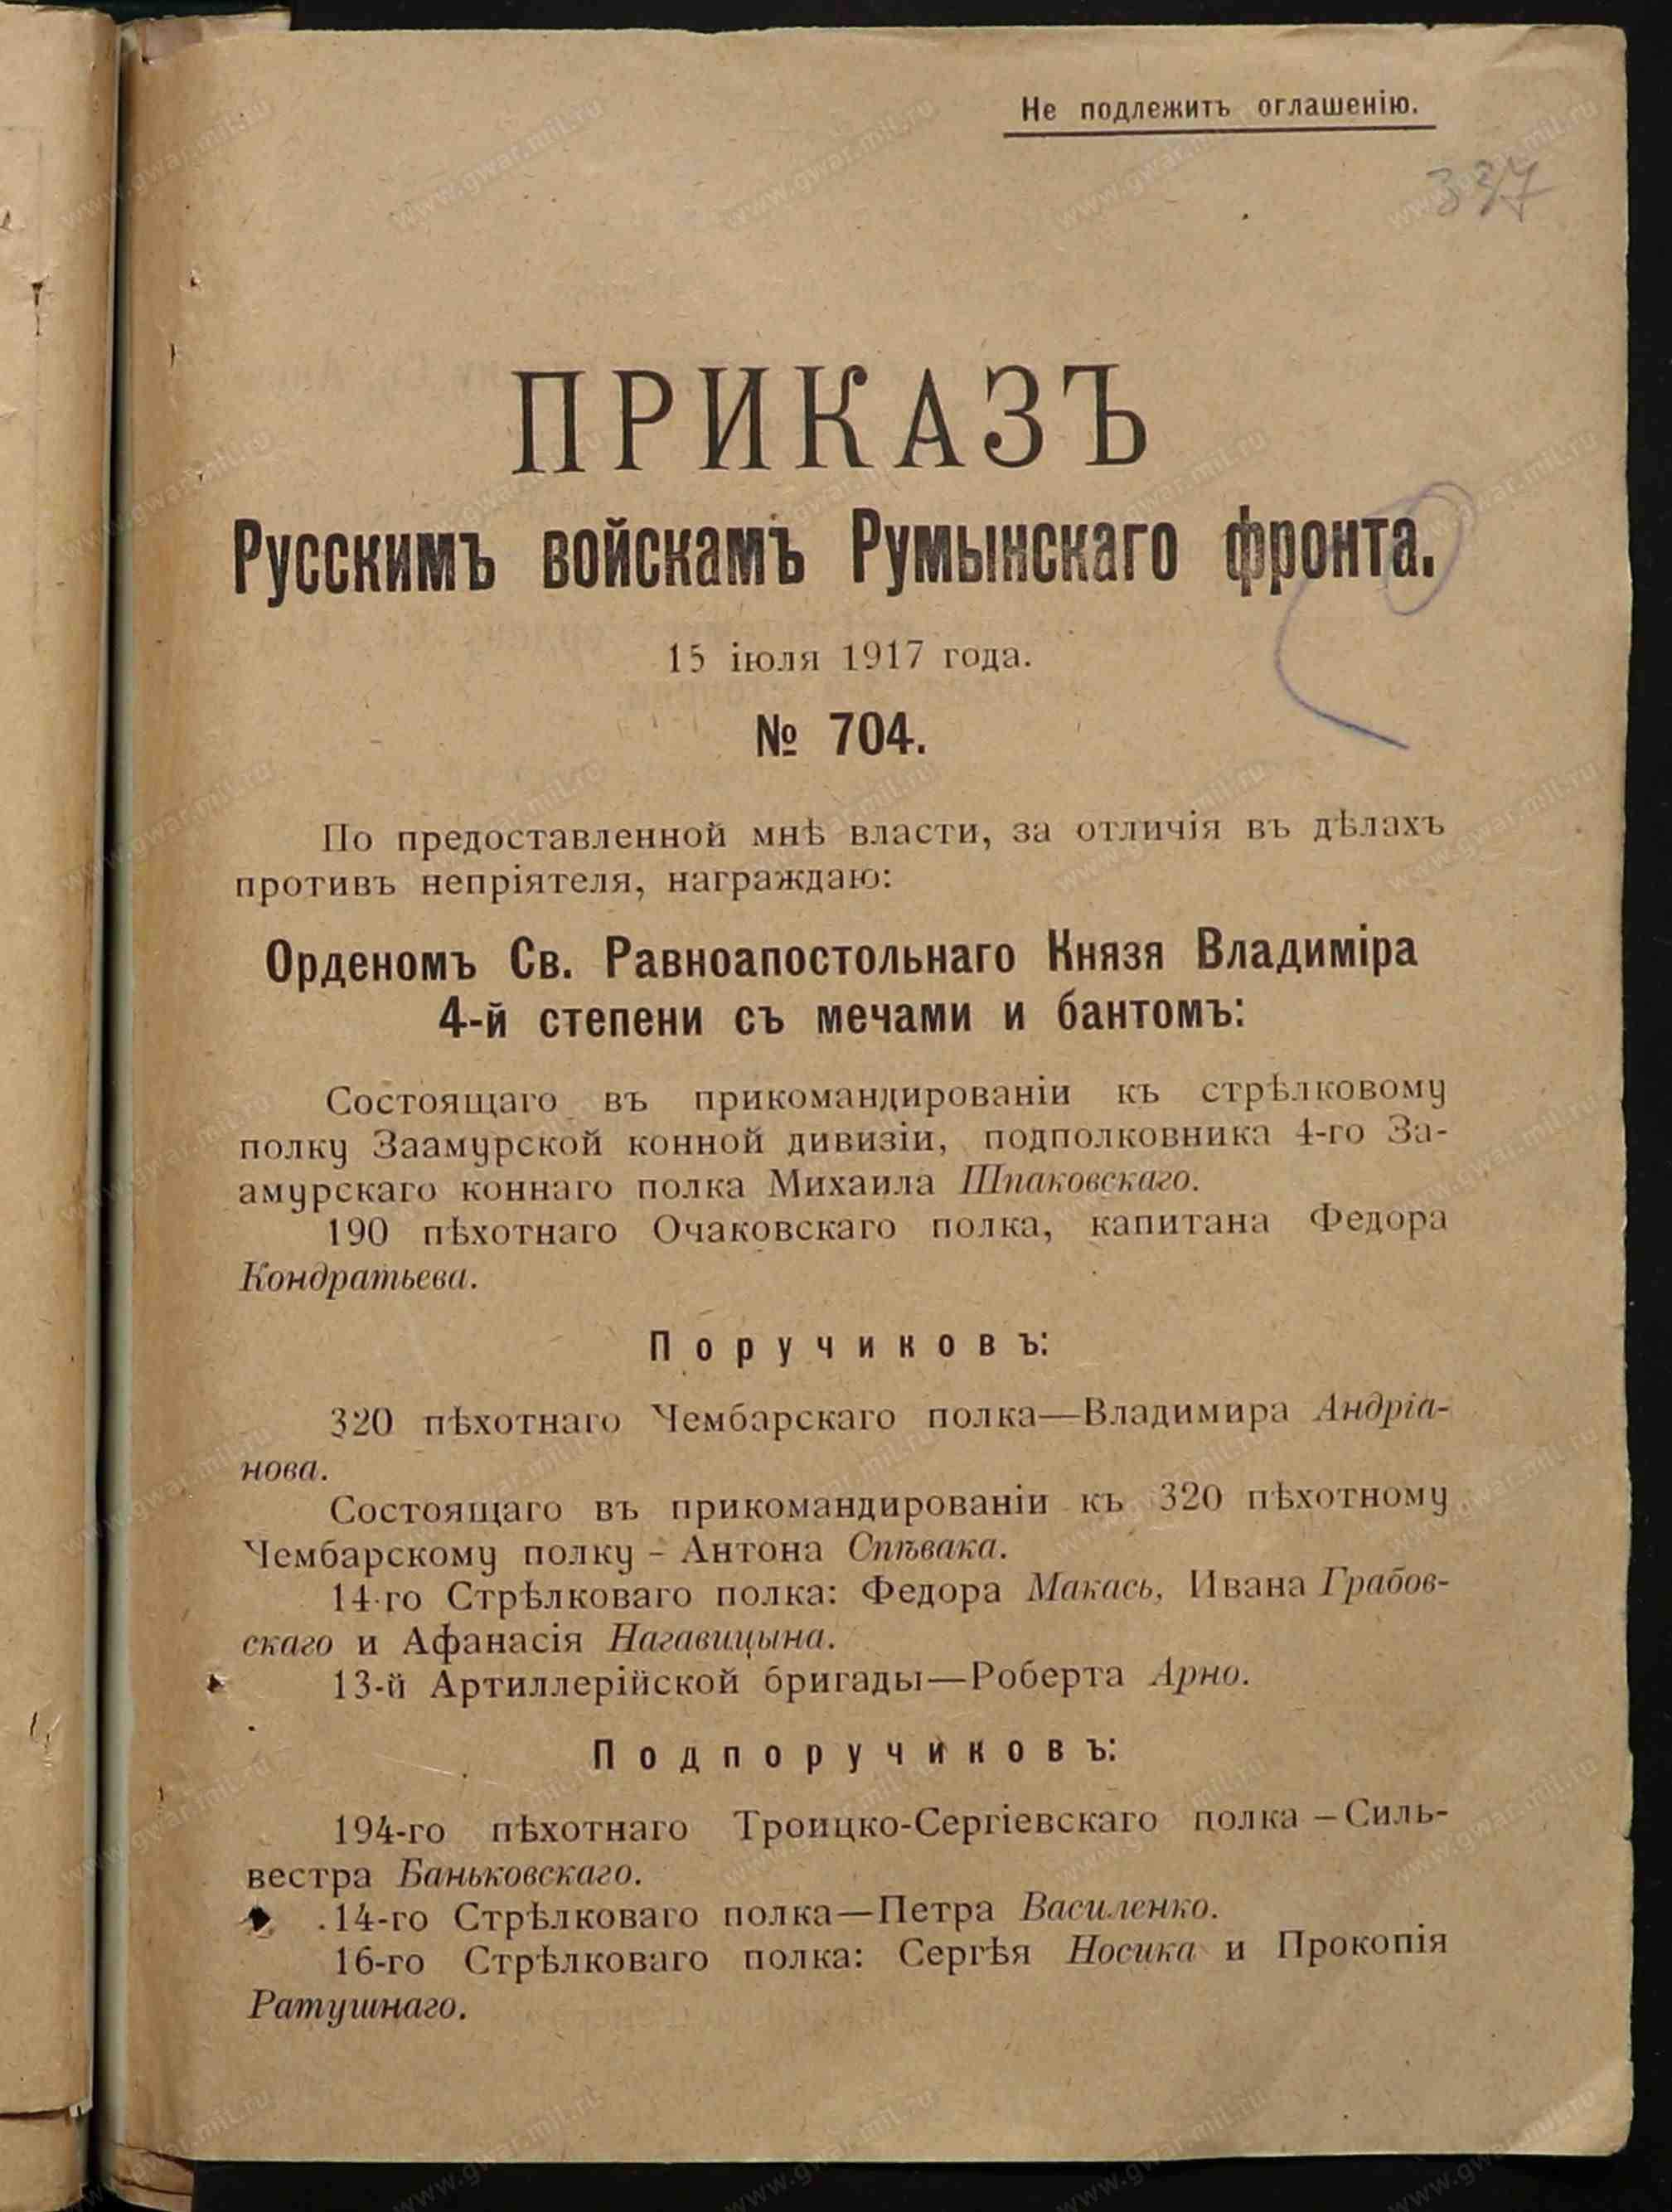 Не подлежитъ оглашенію.
337
ПРИКАЗЪ
Русскимъ войскамъ Румынскаго фронта.
15 іюля 1917 года.
№ 704.
По предоставленной мнѣ власти, за отличія въ дѣлахъ
противъ непріятеля, награждаю:
Орденомъ Св. Равноапостольнаго Князя Владиміра
4-й степени съ мечами и бантомъ:
Состоящаго въ прикомандированіи къ стрѣлковому
полку Заамурской конной дивизіи, подполковника 4-го За-
амурскаго коннаго полка Михаила Шпаковскаго.
190 пѣхотнаго Очаковскаго полка, капитана Федора
Кондратьева.
Поручиковъ:
320 пѣхотнаго Чембарскаго полка—Владимира Андріа-
нова.
Состоящаго въ прикомандированіи къ 320 пѣхотному
Чембарскому полку – Антона Спѣвака.
14-го Стрѣлковаго полка: Федора Макась, Ивана Грабов-
скаго и Афанасія Нагавицына.
13-й Артиллерійской бригады—Роберта Арно.
Подпоручиковъ:
194-го пѣхотнаго Троицко-Сергіевскаго полка – Силь-
вестра Баньковскаго.
14-го Стрѣлковаго полка—Петра Василенко.
16-го Стрѣлковаго полка: Сергѣя Носика и Прокопія
Ратушнаго.